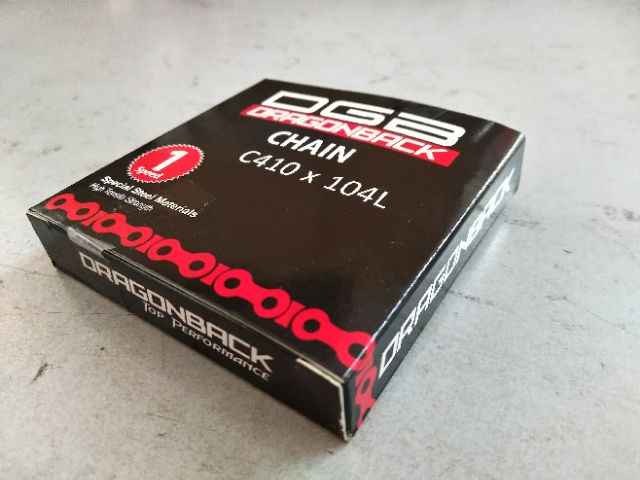 DGB
DRAGONBACK
CHAIN
C410 x 104L
1
Speed
Special Steel Materials
High Tensile Strength
DRAGONBACK
TOP PERFORMANCE
DRAGONBACK